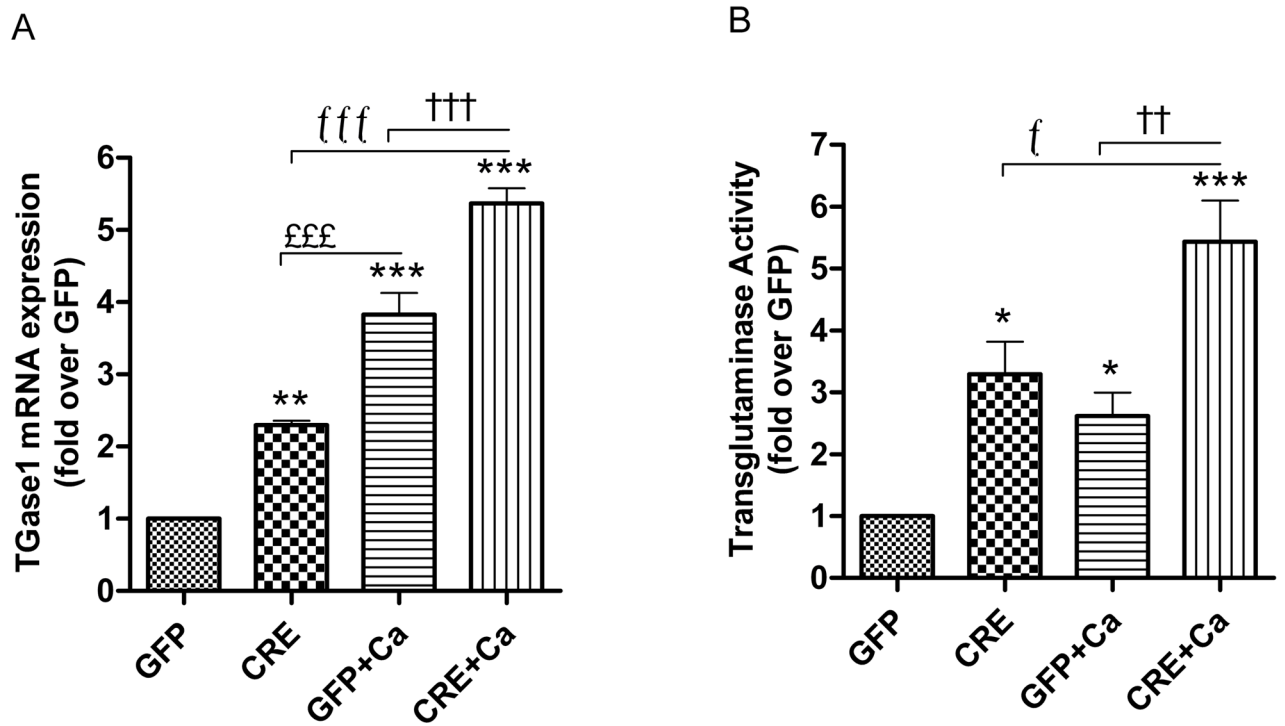 A
TGase1 mRNA expression
(fold over GFP)
6
5
4
3
2
1
0
ƭƭƭ
†††
£££
**
***
***
GFP
CRE
GFP+Ca
CRE+Ca
B
Transglutaminase Activity
(fold over GFP)
7
6
5
4
3
2
1
0
ƭ
††
*
*
***
GFP
CRE
GFP+Ca
CRE+Ca